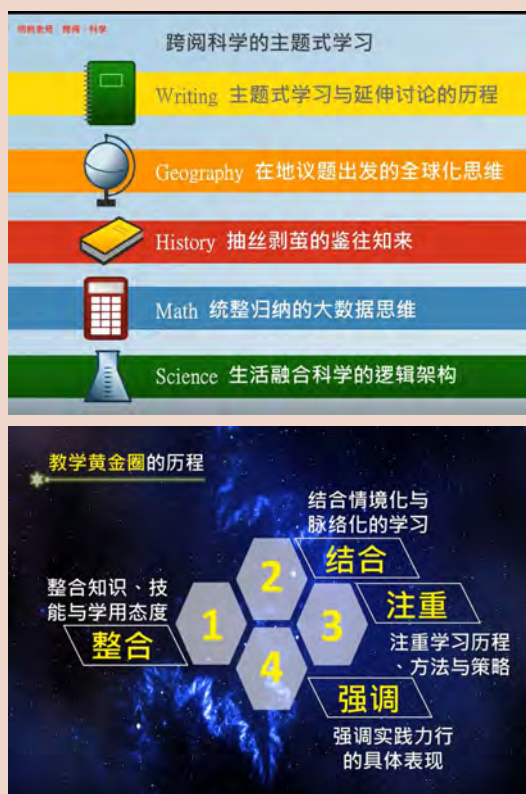 跨阅科学的主题式学习
Writing 主题式学习与延伸讨论的历程
Geography 在地议题出发的全球化思维
History 抽丝剥茧的鉴往知来
Math 统整归纳的大数据思维
Science 生活融合科学的逻辑架构
教学黄金圈的历程
结合情境化与
脉络化的学习
2
结合
整合知识、技
能与学用态度
1
整合
3
注重
注重学习历程
、方法与策略
4
强调
强调实践力行
的具体表现